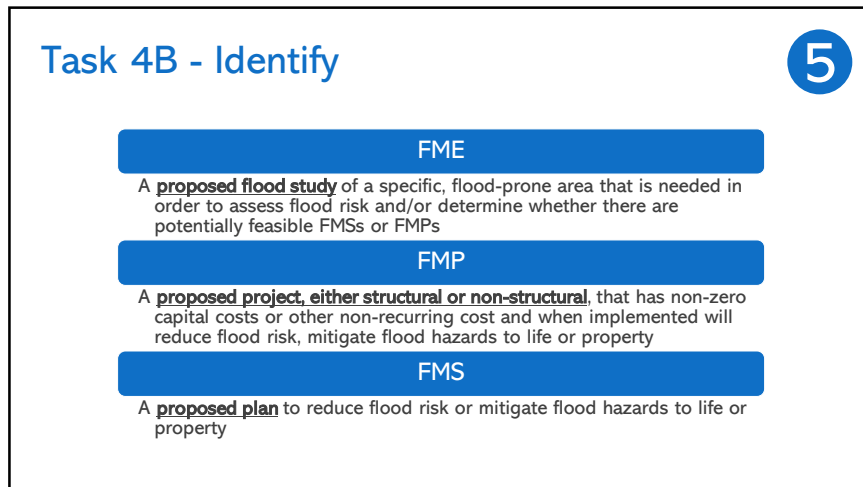 Task 4B - Identify
5
FME
A proposed flood study of a specific, flood-prone area that is needed in
order to assess flood risk and/or determine whether there are
potentially feasible FMSs or FMPs
FMP
A proposed project, either structural or non-structural, that has non-zero
capital costs or other non-recurring cost and when implemented will
reduce flood risk, mitigate flood hazards to life or property
FMS
A proposed plan to reduce flood risk or mitigate flood hazards to life or
property